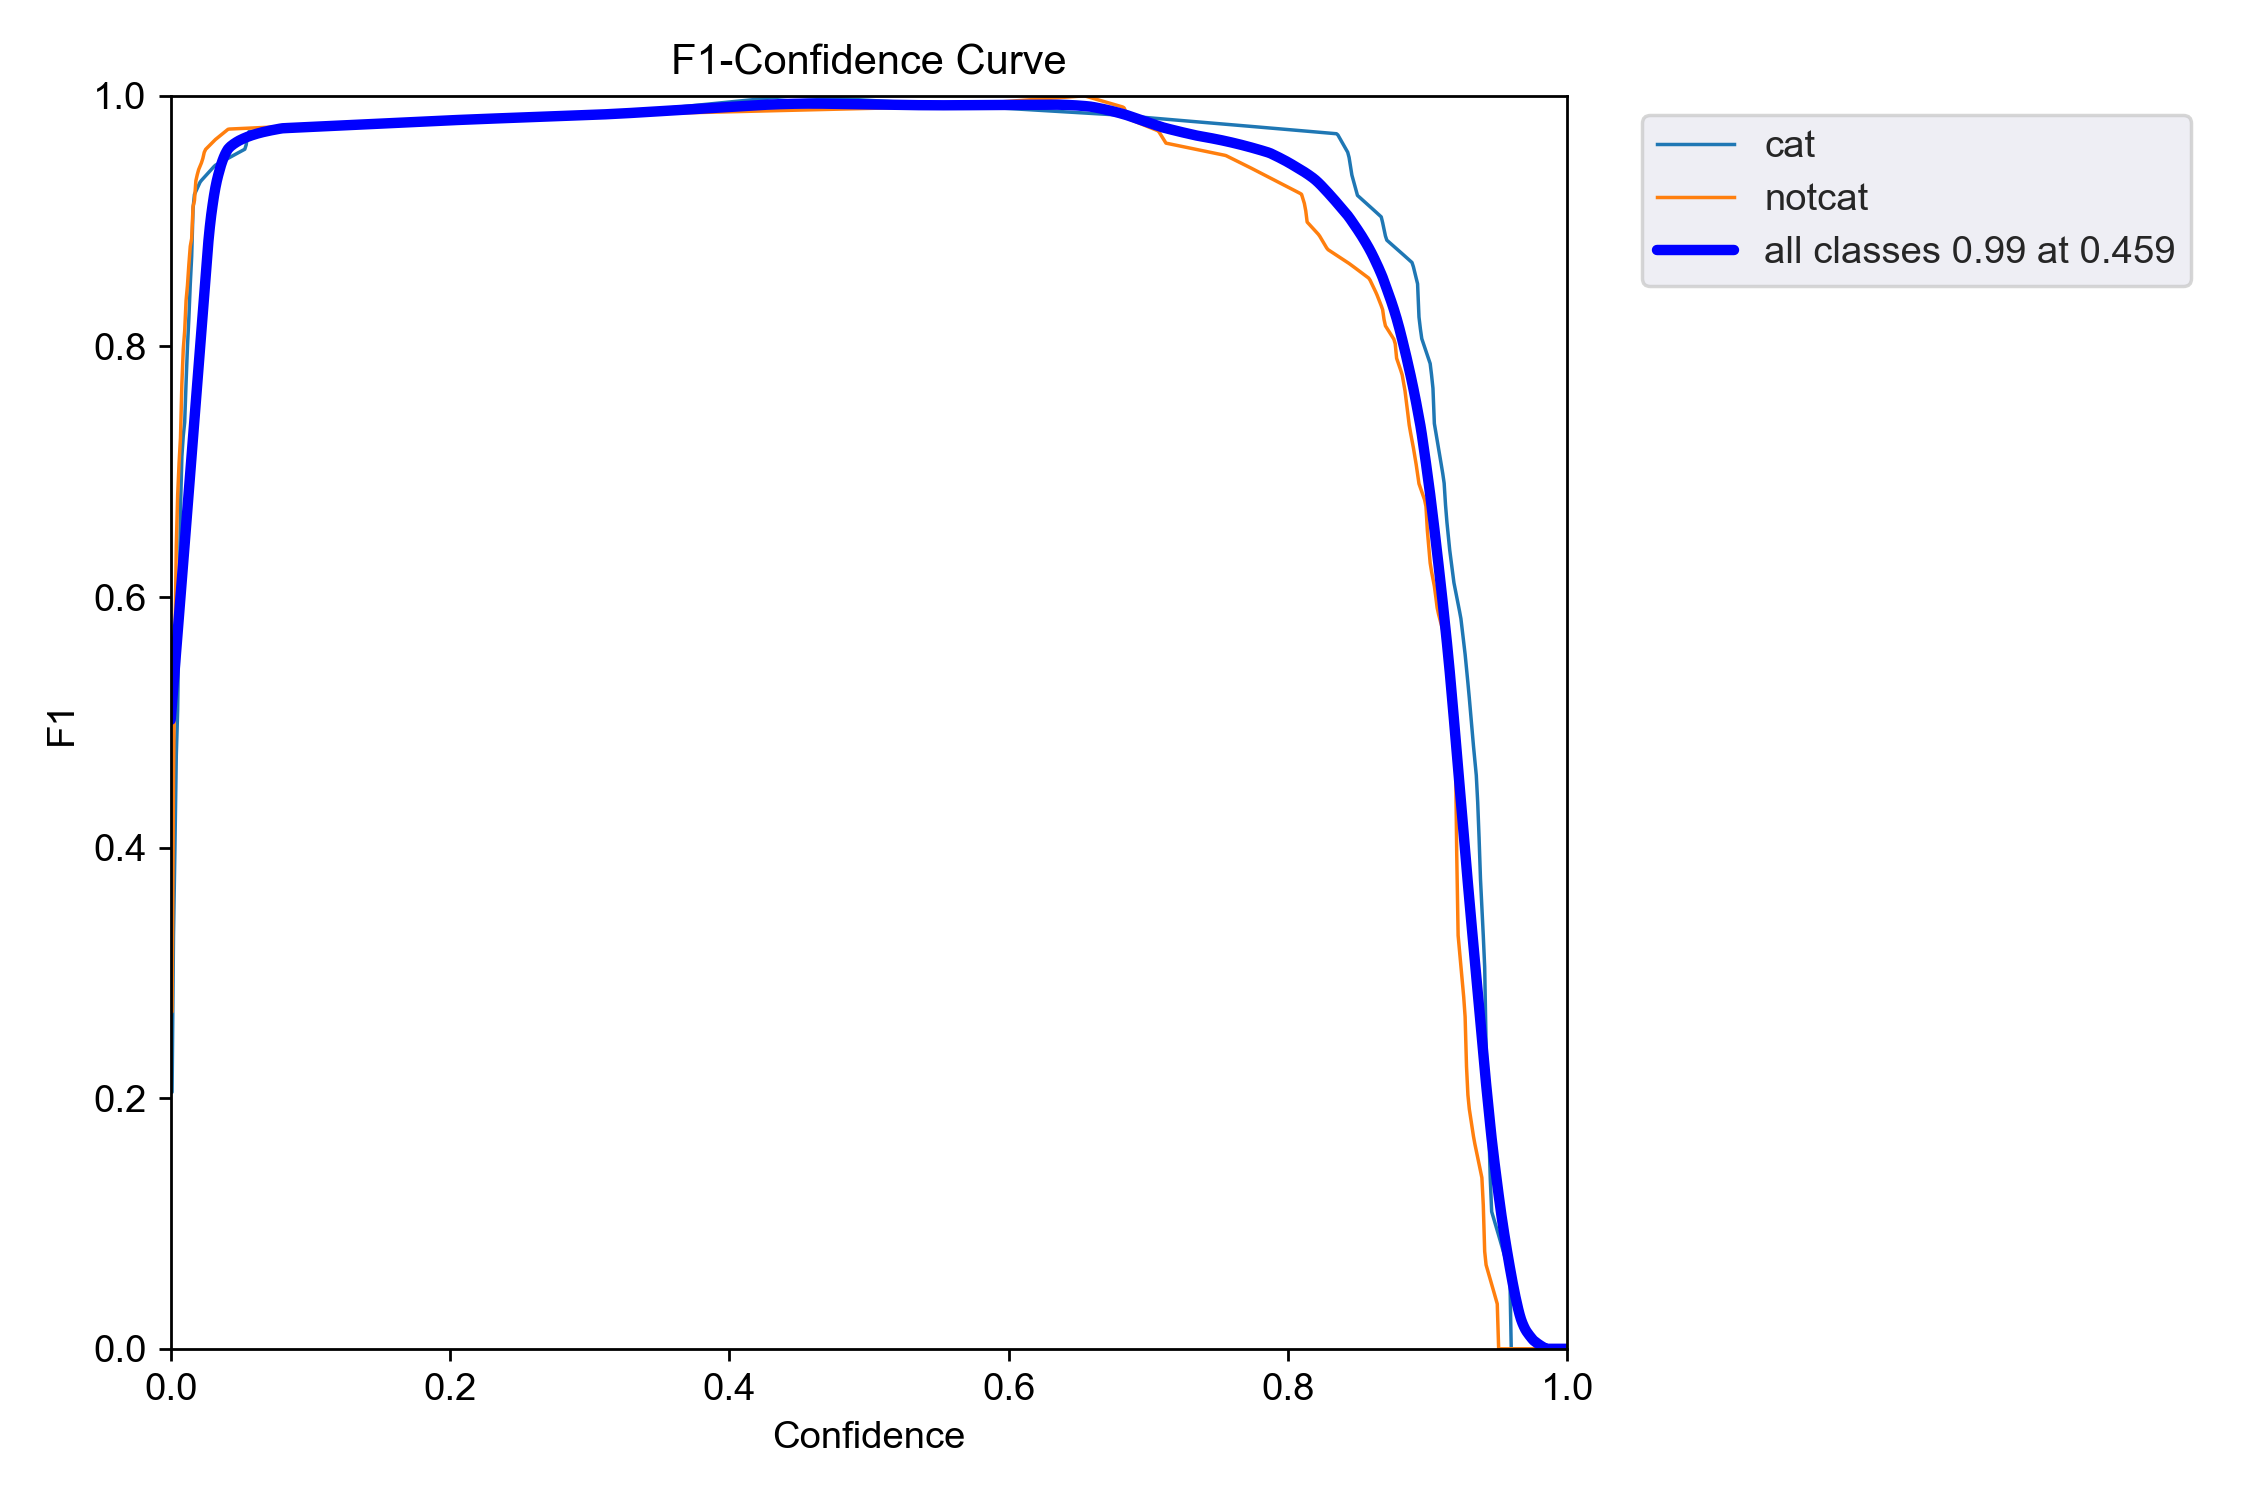 F1-Confidence Curve
1.0
0.8
0.6
0.4
0.2
0.0
F1
0.0 0.2 0.4 0.6 0.8 1.0
Confidence
cat
notcat
all classes 0.99 at 0.459